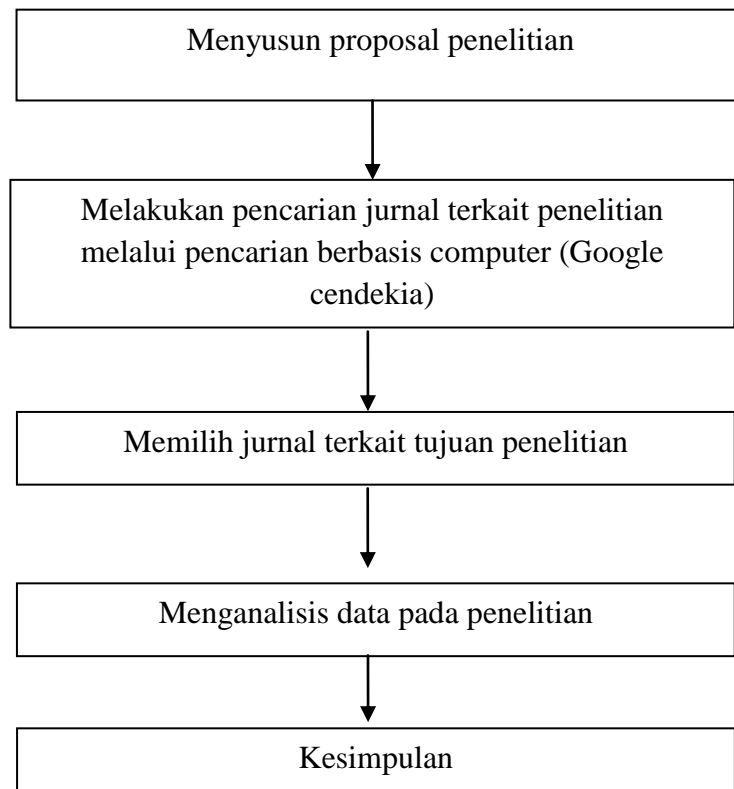 Menyusun proposal penelitian
Melakukan pencarian jurnal terkait penelitian
melalui pencarian berbasis computer (Google
cendekia)
Memilih jurnal terkait tujuan penelitian
Menganalisis data pada penelitian
Kesimpulan